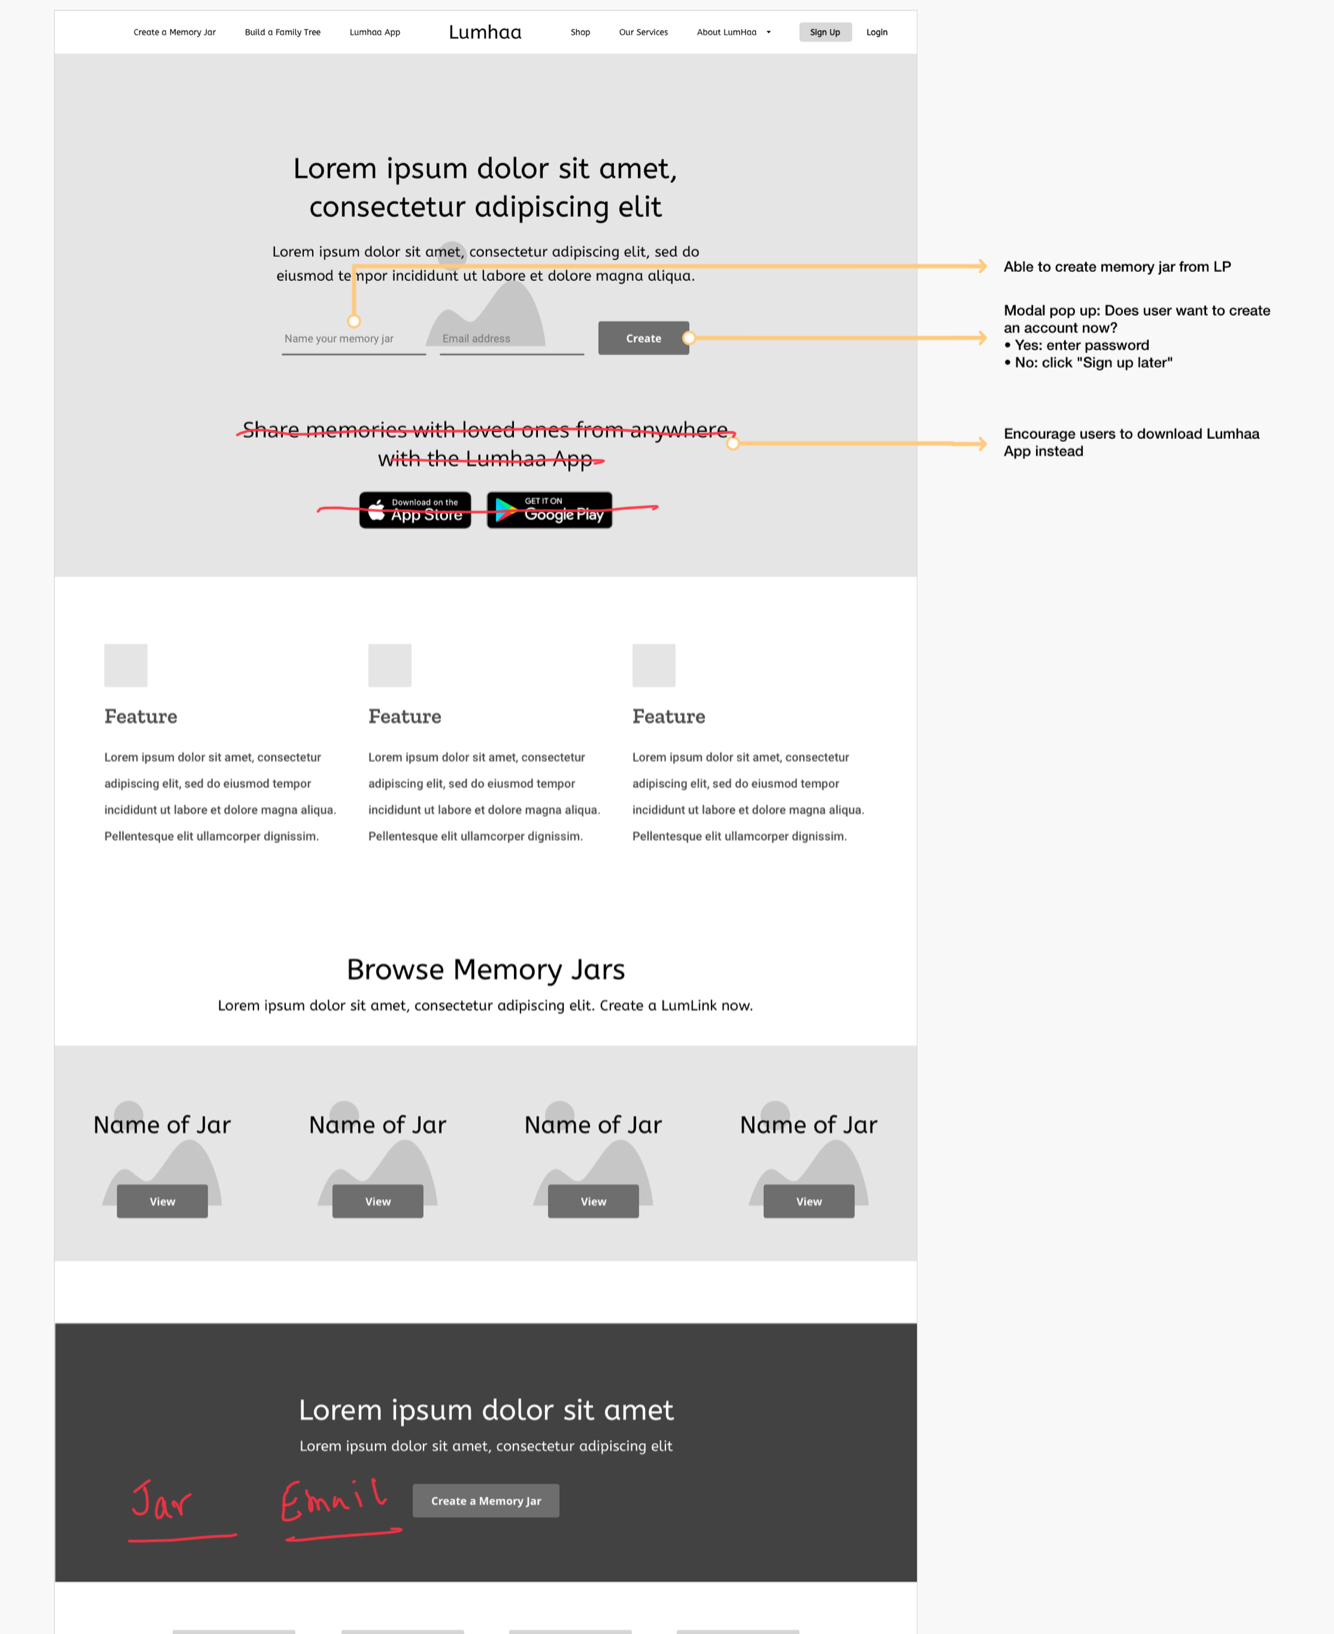 Create a Memory Jar Build a Family Tree Lumhaa App Lumhaa Shop Our Services About LumHaa Sign Up Login
Lorem ipsum dolor sit amet,
consectetur adipiscing elit
Lorem ipsum dolor sit amet, consectetur adipiscing elit, sed do
eiusmod tempor incididunt ut labore et dolore magna aliqua.
Able to create memory jar from LP
Name your memory jar Email address Create
Modal pop up: Does user want to create
an account now?
• Yes: enter password
• No: click "Sign up later"
Share memories with loved ones from anywhere
with the Lumhaa App
Encourage users to download Lumhaa
App instead
Download on the
App Store
GET IT ON
Google Play
Feature
Lorem ipsum dolor sit amet, consectetur
adipiscing elit, sed do eiusmod tempor
incididunt ut labore et dolore magna aliqua.
Pellentesque elit ullamcorper dignissim.
Feature
Lorem ipsum dolor sit amet, consectetur
adipiscing elit, sed do eiusmod tempor
incididunt ut labore et dolore magna aliqua.
Pellentesque elit ullamcorper dignissim.
Feature
Lorem ipsum dolor sit amet, consectetur
adipiscing elit, sed do eiusmod tempor
incididunt ut labore et dolore magna aliqua.
Pellentesque elit ullamcorper dignissim.
Browse Memory Jars
Lorem ipsum dolor sit amet, consectetur adipiscing elit. Create a LumLink now.
Name of Jar
View
Name of Jar
View
Name of Jar
View
Name of Jar
View
Lorem ipsum dolor sit amet
Lorem ipsum dolor sit amet, consectetur adipiscing elit
Jar Email Create a Memory Jar